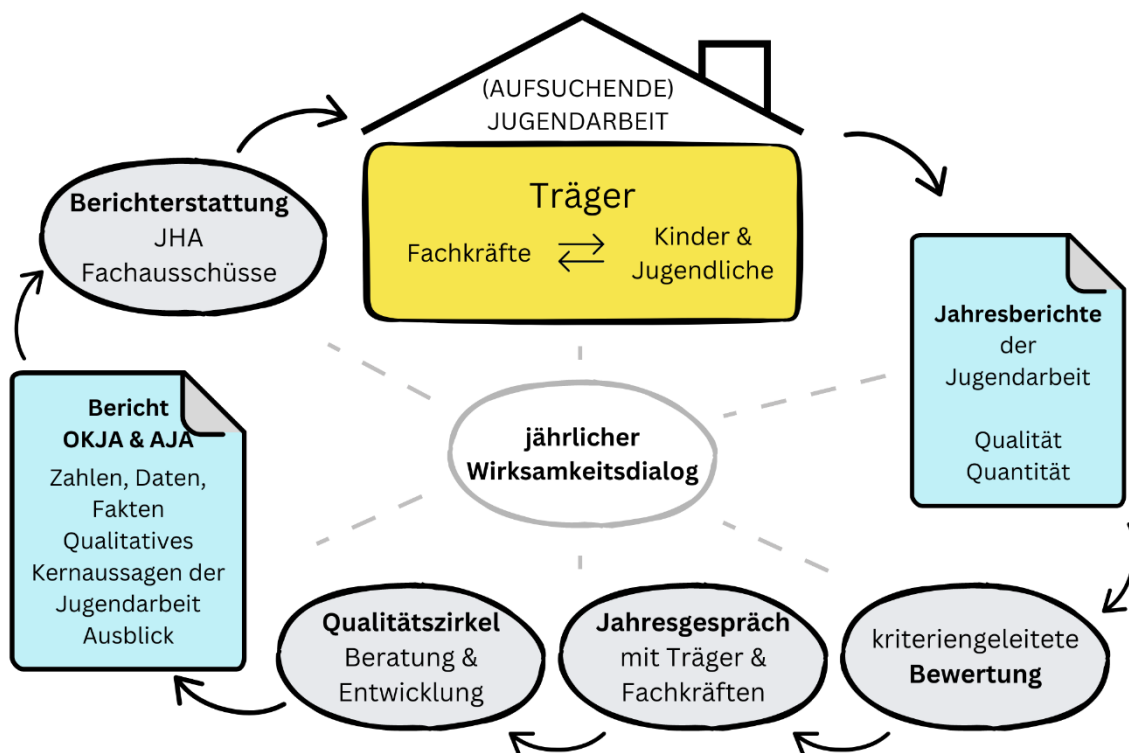 (AUFSUCHENDE)
JUGENDARBEIT
Träger
Fachkräfte
Kinder &
Jugendliche
Jahresberichte
der
Jugendarbeit
Qualität
Quantität
kriteriengeleitete
Bewertung
Jahresgespräch
mit Träger &
Fachkräften
Qualitätszirkel
Beratung &
Entwicklung
Bericht
OKJA & AJA
Zahlen, Daten,
Fakten
Qualitatives
Kernaussagen der
Jugendarbeit
Ausblick
Berichterstattung
JHA
Fachausschüsse
jährlicher
Wirksamkeitsdialog